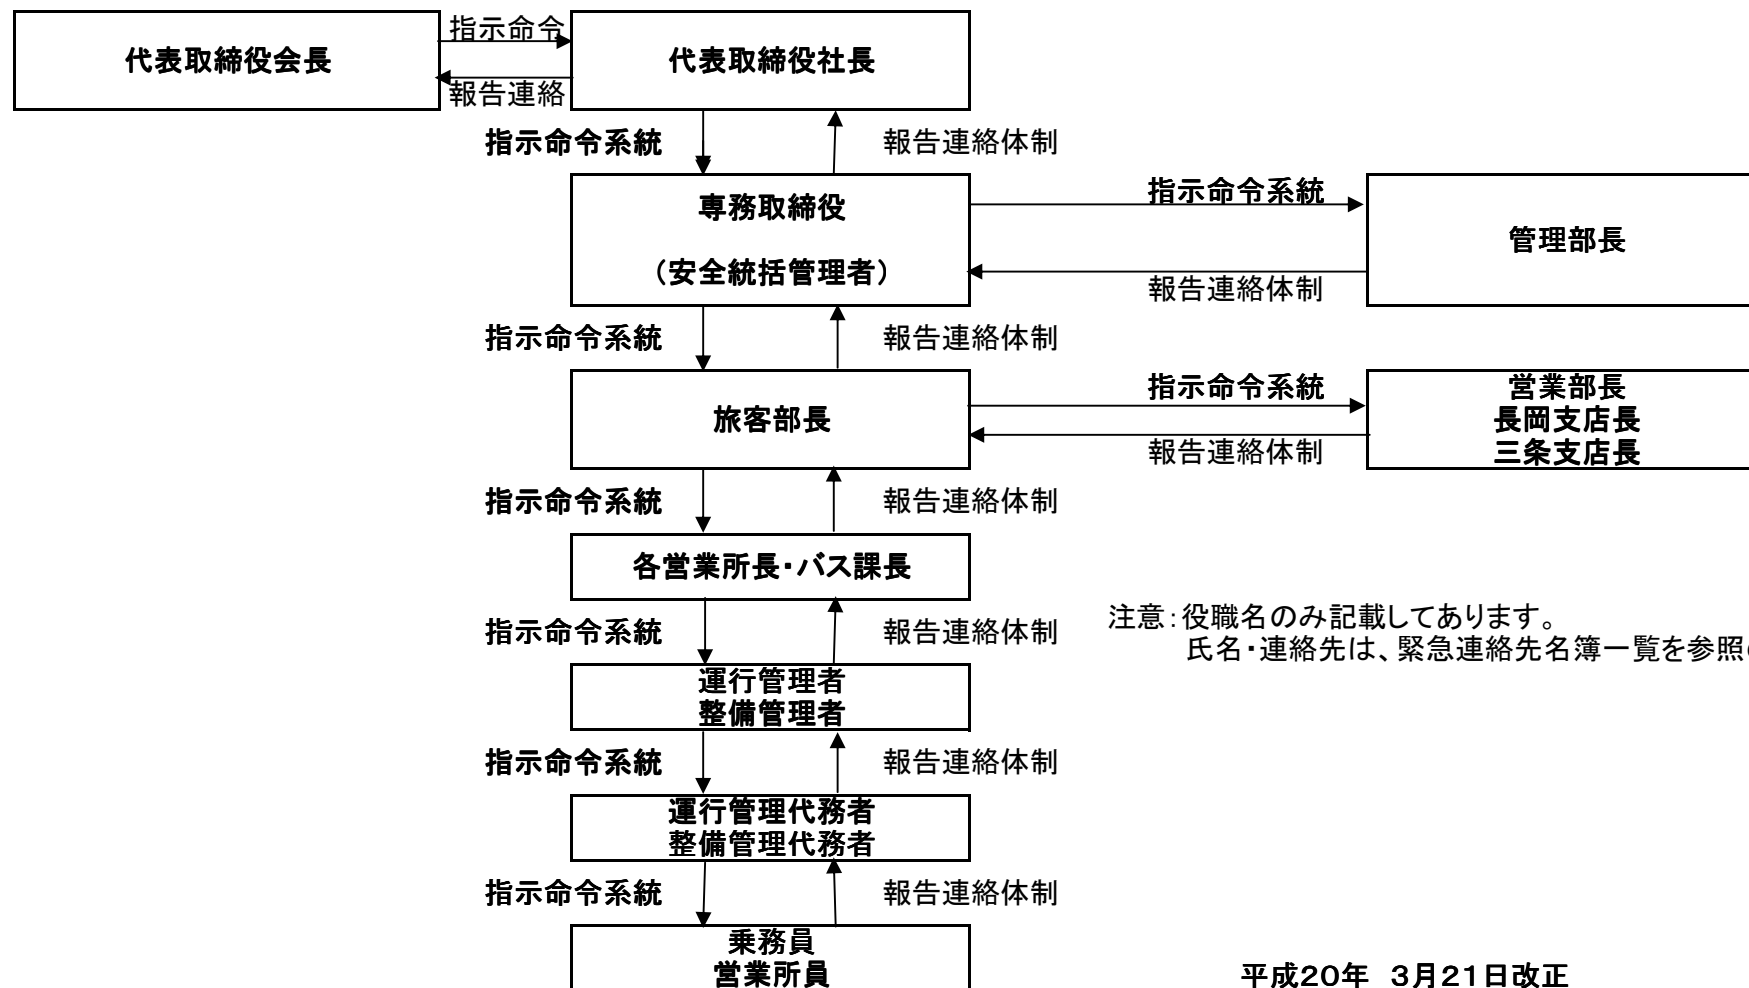 代表取締役会長
指示命令
報告連絡
代表取締役社長
指示命令系統
報告連絡体制
専務取締役
（安全統括管理者）
指示命令系統
報告連絡体制
管理部長
指示命令系統
報告連絡体制
旅客部長
指示命令系統
報告連絡体制
営業部長
長岡支店長
三条支店長
指示命令系統
報告連絡体制
各営業所長・バス課長
指示命令系統
報告連絡体制
注意：役職名のみ記載してあります。
氏名・連絡先は、緊急連絡先名簿一覧を参照
運行管理者
整備管理者
指示命令系統
報告連絡体制
運行管理代務者
整備管理代務者
指示命令系統
報告連絡体制
乗務員
営業所員
平成２０年　３月２１日改正